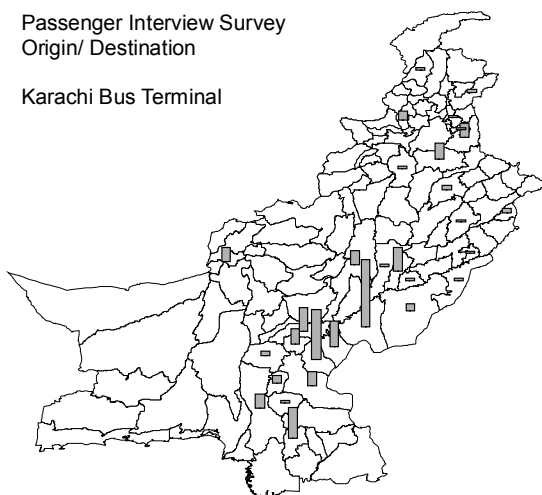 Passenger Interview Survey
Origin/ Destination
Karachi Bus Terminal